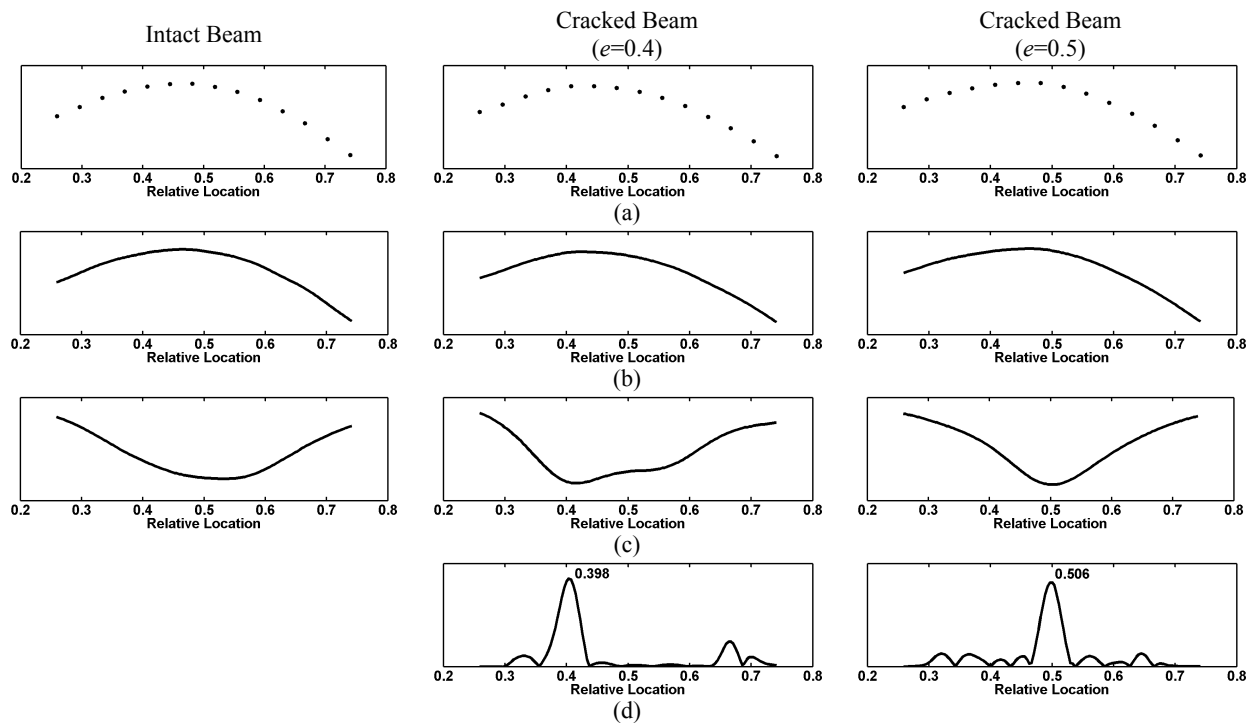 Intact Beam
Cracked Beam
(e=0.4)
Cracked Beam
(e=0.5)
0.2 0.3 0.4 0.5 0.6 0.7 0.8
Relative Location
0.2 0.3 0.4 0.5 0.6 0.7 0.8
Relative Location
0.2 0.3 0.4 0.5 0.6 0.7 0.8
Relative Location
(a)
0.2 0.3 0.4 0.5 0.6 0.7 0.8
Relative Location
0.2 0.3 0.4 0.5 0.6 0.7 0.8
Relative Location
0.2 0.3 0.4 0.5 0.6 0.7 0.8
Relative Location
(b)
0.2 0.3 0.4 0.5 0.6 0.7 0.8
Relative Location
0.2 0.3 0.4 0.5 0.6 0.7 0.8
Relative Location
0.2 0.3 0.4 0.5 0.6 0.7 0.8
Relative Location
(c)
0.398
0.2 0.3 0.4 0.5 0.6 0.7 0.8
Relative Location
0.506
0.2 0.3 0.4 0.5 0.6 0.7 0.8
Relative Location
(d)